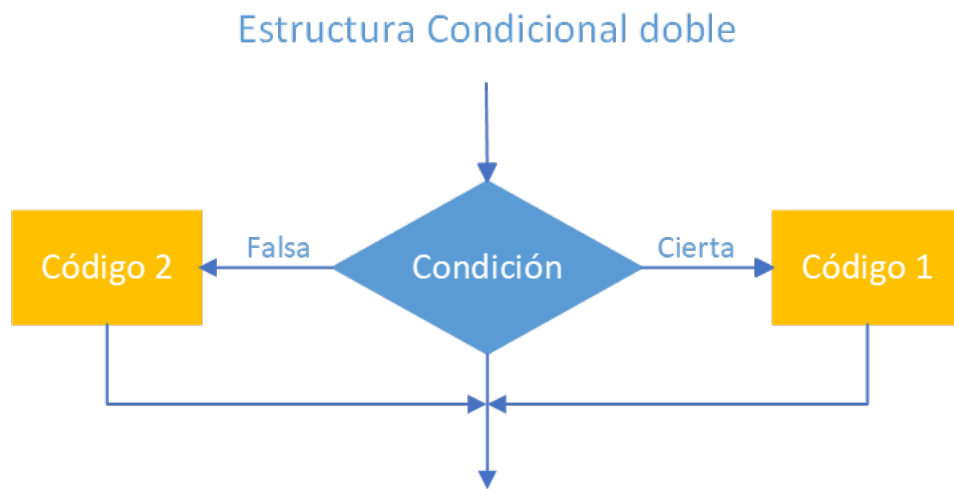 Estructura Condicional doble
Falsa
Cierta
Código 2
Condición
Código 1